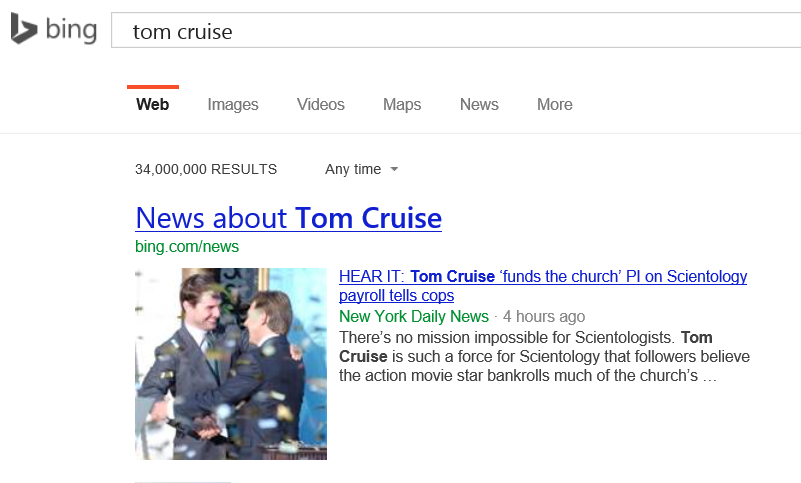 bing
tom cruise
Web Images Videos Maps News More
34,000,000 RESULTS Any time
News about Tom Cruise
bing.com/news
HEAR IT: Tom Cruise ‘funds the church’ PI on Scientology
payroll tells cops
New York Daily News · 4 hours ago
There’s no mission impossible for Scientologists. Tom
Cruise is such a force for Scientology that followers believe
the action movie star bankrolls much of the church’s …